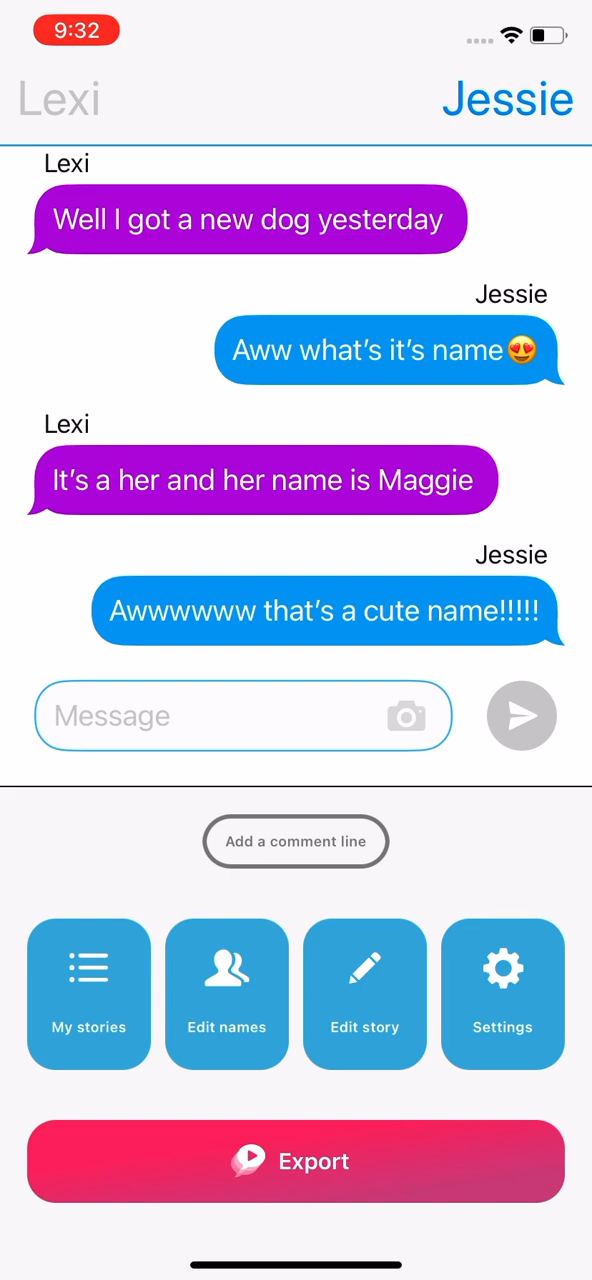 9:32
Lexi Jessie
Lexi
Well I got a new dog yesterday
Jessie
Aww what’s it’s name😍
Lexi
It’s a her and her name is Maggie
Jessie
Awwwwww that’s a cute name!!!!!
Message
Add a comment line
My stories Edit names Edit story Settings
Export